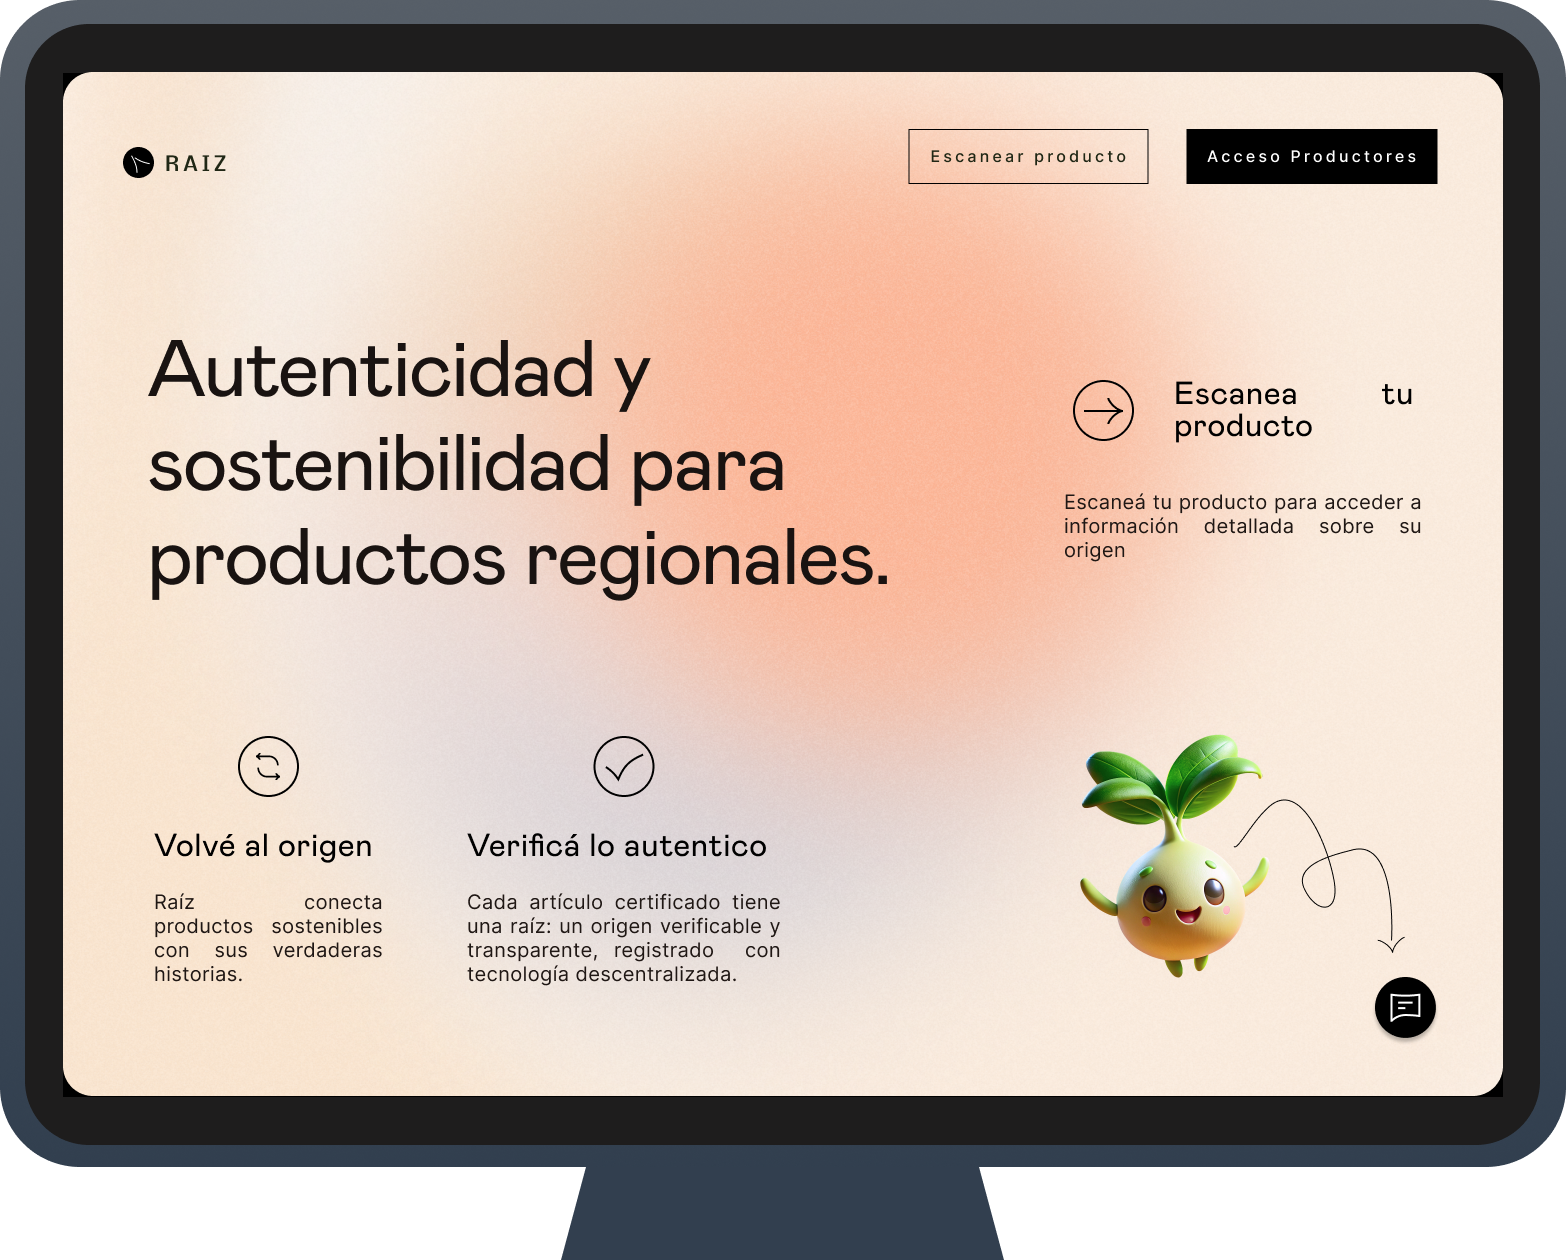 RAIZ
Escanear producto
Acceso Productores
Autenticidad y
sostenibilidad para
productos regionales.
Escanea tu
producto
Escaneá tu producto para acceder a
información detallada sobre su
origen
Volvé al origen
Raíz conecta
productos sostenibles
con sus verdaderas
historias.
Verificá lo autentico
Cada artículo certificado tiene
una raíz: un origen verificable y
transparente, registrado con
tecnología descentralizada.